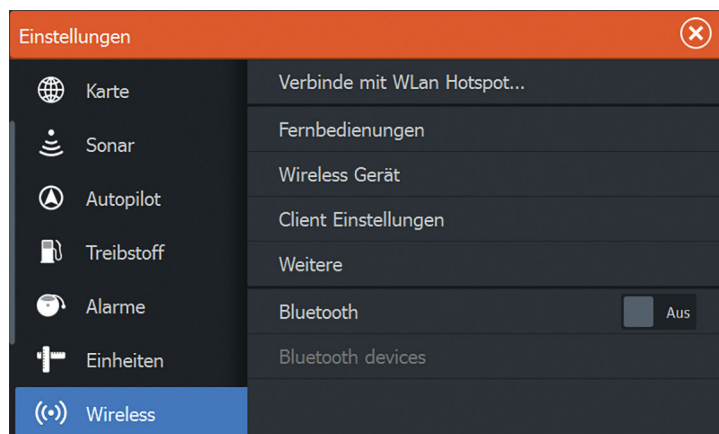 Einstellungen
Karte
Sonar
Autopilot
Treibstoff
Alarme
Einheiten
Wireless
Verbinde mit WLan Hotspot...
Fernbedienungen
Wireless Gerät
Client Einstellungen
Weitere
Bluetooth Aus
Bluetooth devices